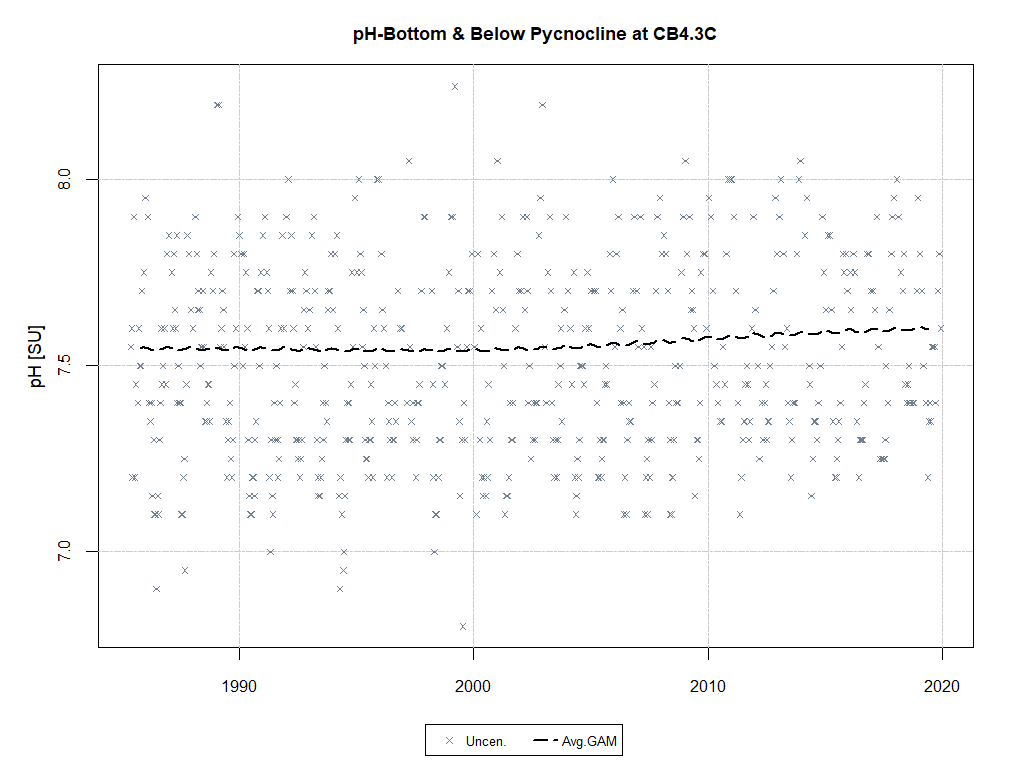 pH-Bottom & Below Pycnocline at CB4.3C
pH [SU]
8.0
7.5
7.0
1990 2000 2010 2020
Uncen. Avg.GAM